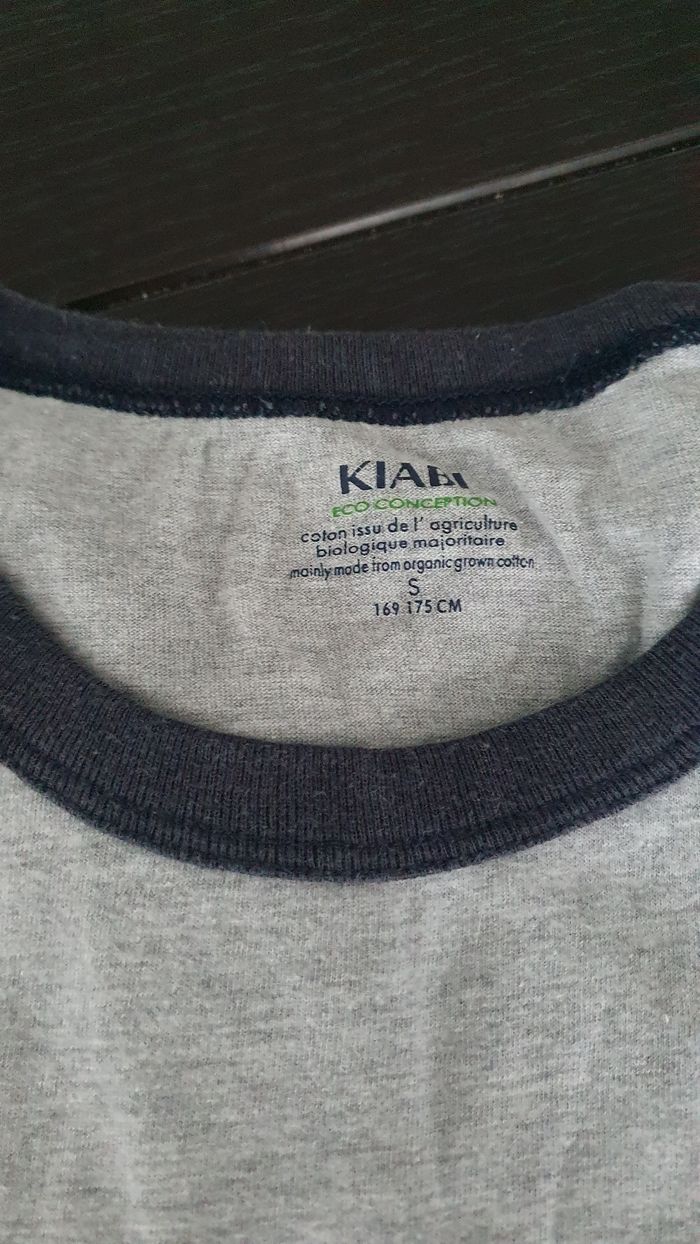 KIABI
ECO CONCEPTION
coton issu de l' agriculture
biologique majoritaire
mainly made from organic grown cotton
S
169 175 CM